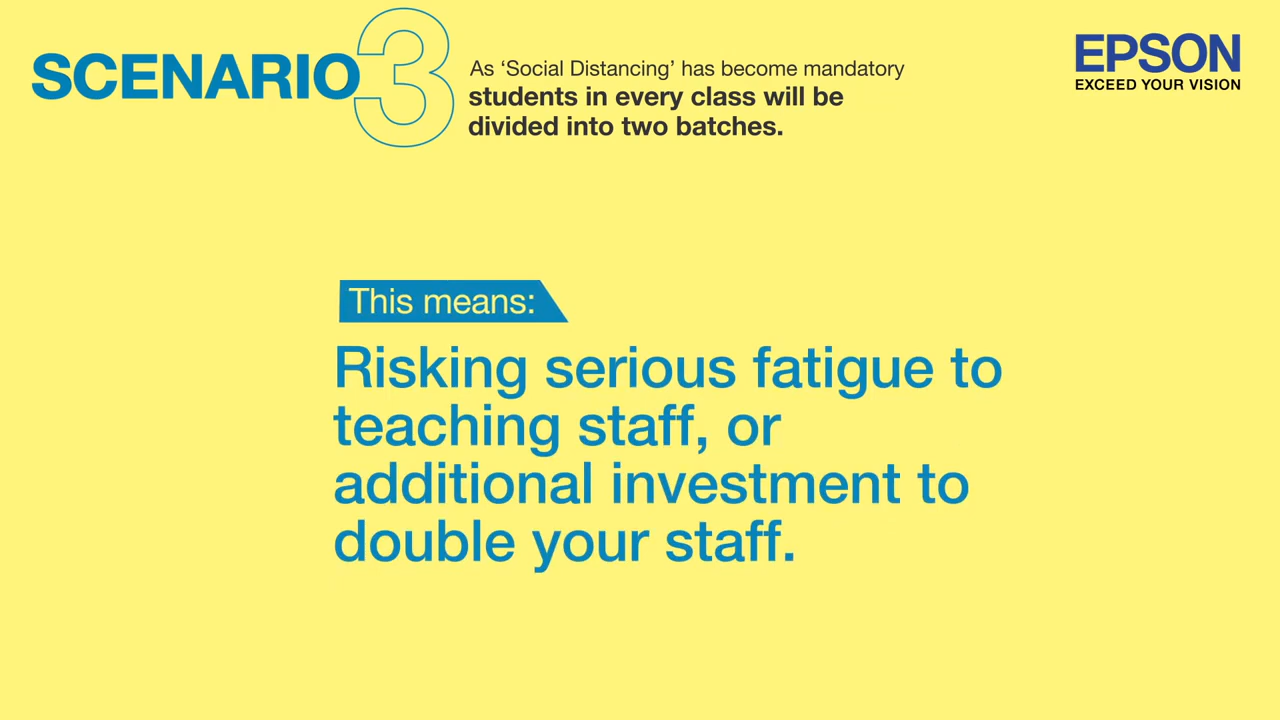 SCENARIO 3
As ‘Social Distancing’ has become mandatory
students in every class will be
divided into two batches.
EPSON
EXCEED YOUR VISION
This means:
Risking serious fatigue to
teaching staff, or
additional investment to
double your staff.